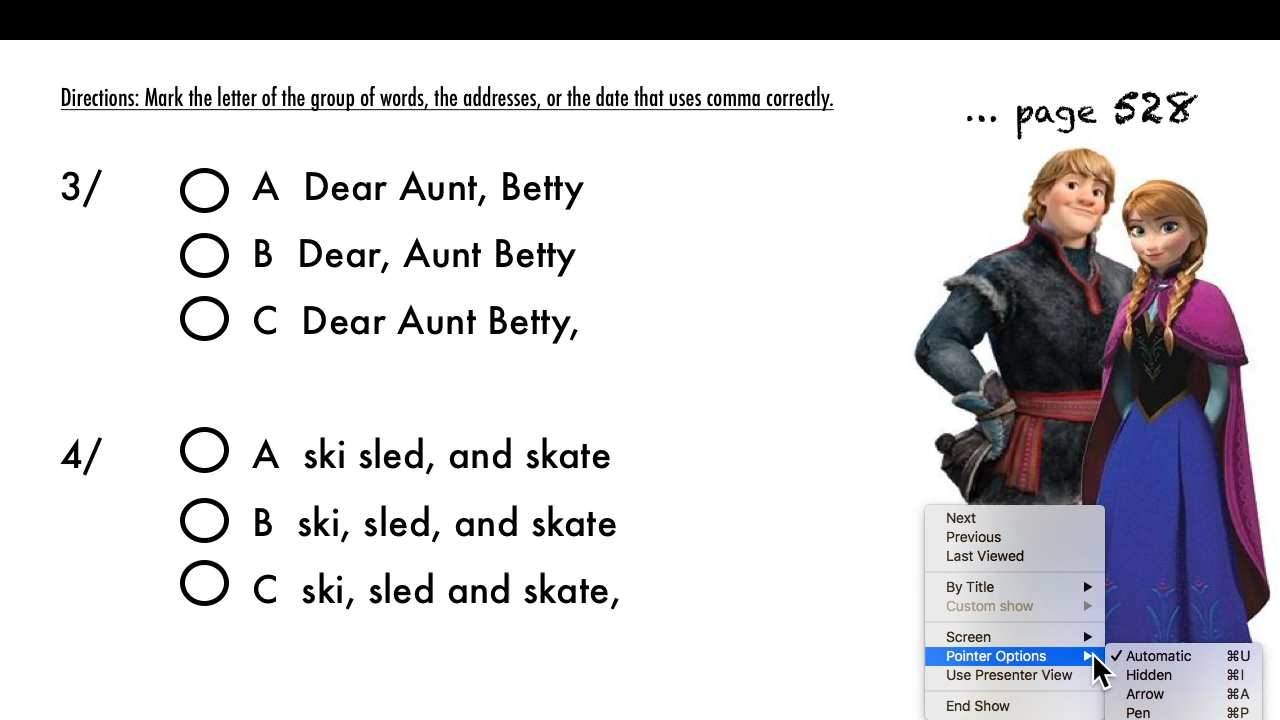 Directions: Mark the letter of the group of words, the addresses, or the date that uses comma correctly.
... page 528
3/ A Dear Aunt, Betty
B Dear, Aunt Betty
C Dear Aunt Betty,
4/ A ski sled, and skate
B ski, sled, and skate
C ski, sled and skate,
Next
Previous
Last Viewed
By Title
Custom show
Screen
Pointer Options
Use Presenter View
End Show
✓ Automatic ⌘U
Hidden ⌘I
Arrow ⌘A
Pen ⌘P